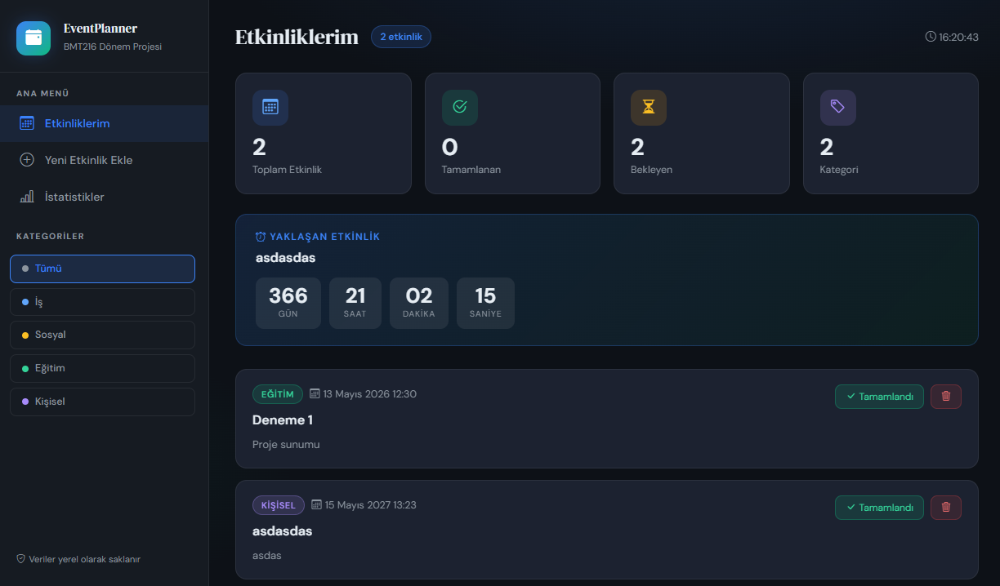 EventPlanner
BMT216 Dönem Projesi
ANA MENÜ
Etkinliklerim
Yeni Etkinlik Ekle
İstatistikler
KATEGORİLER
Tümü
İş
Sosyal
Eğitim
Kişisel
Veriler yerel olarak saklanır
Etkinliklerim 2 etkinlik 16:20:43
2
Toplam Etkinlik
0
Tamamlanan
2
Bekleyen
2
Kategori
YAKLAŞAN ETKİNLİK
asdasdas
366 21 02 15
GÜN SAAT DAKİKA SANİYE
EĞİTİM 13 Mayıs 2026 12:30 Tamamlandı
Deneme 1
Proje sunumu
KİŞİSEL 15 Mayıs 2027 13:23 Tamamlandı
asdasdas
asdas